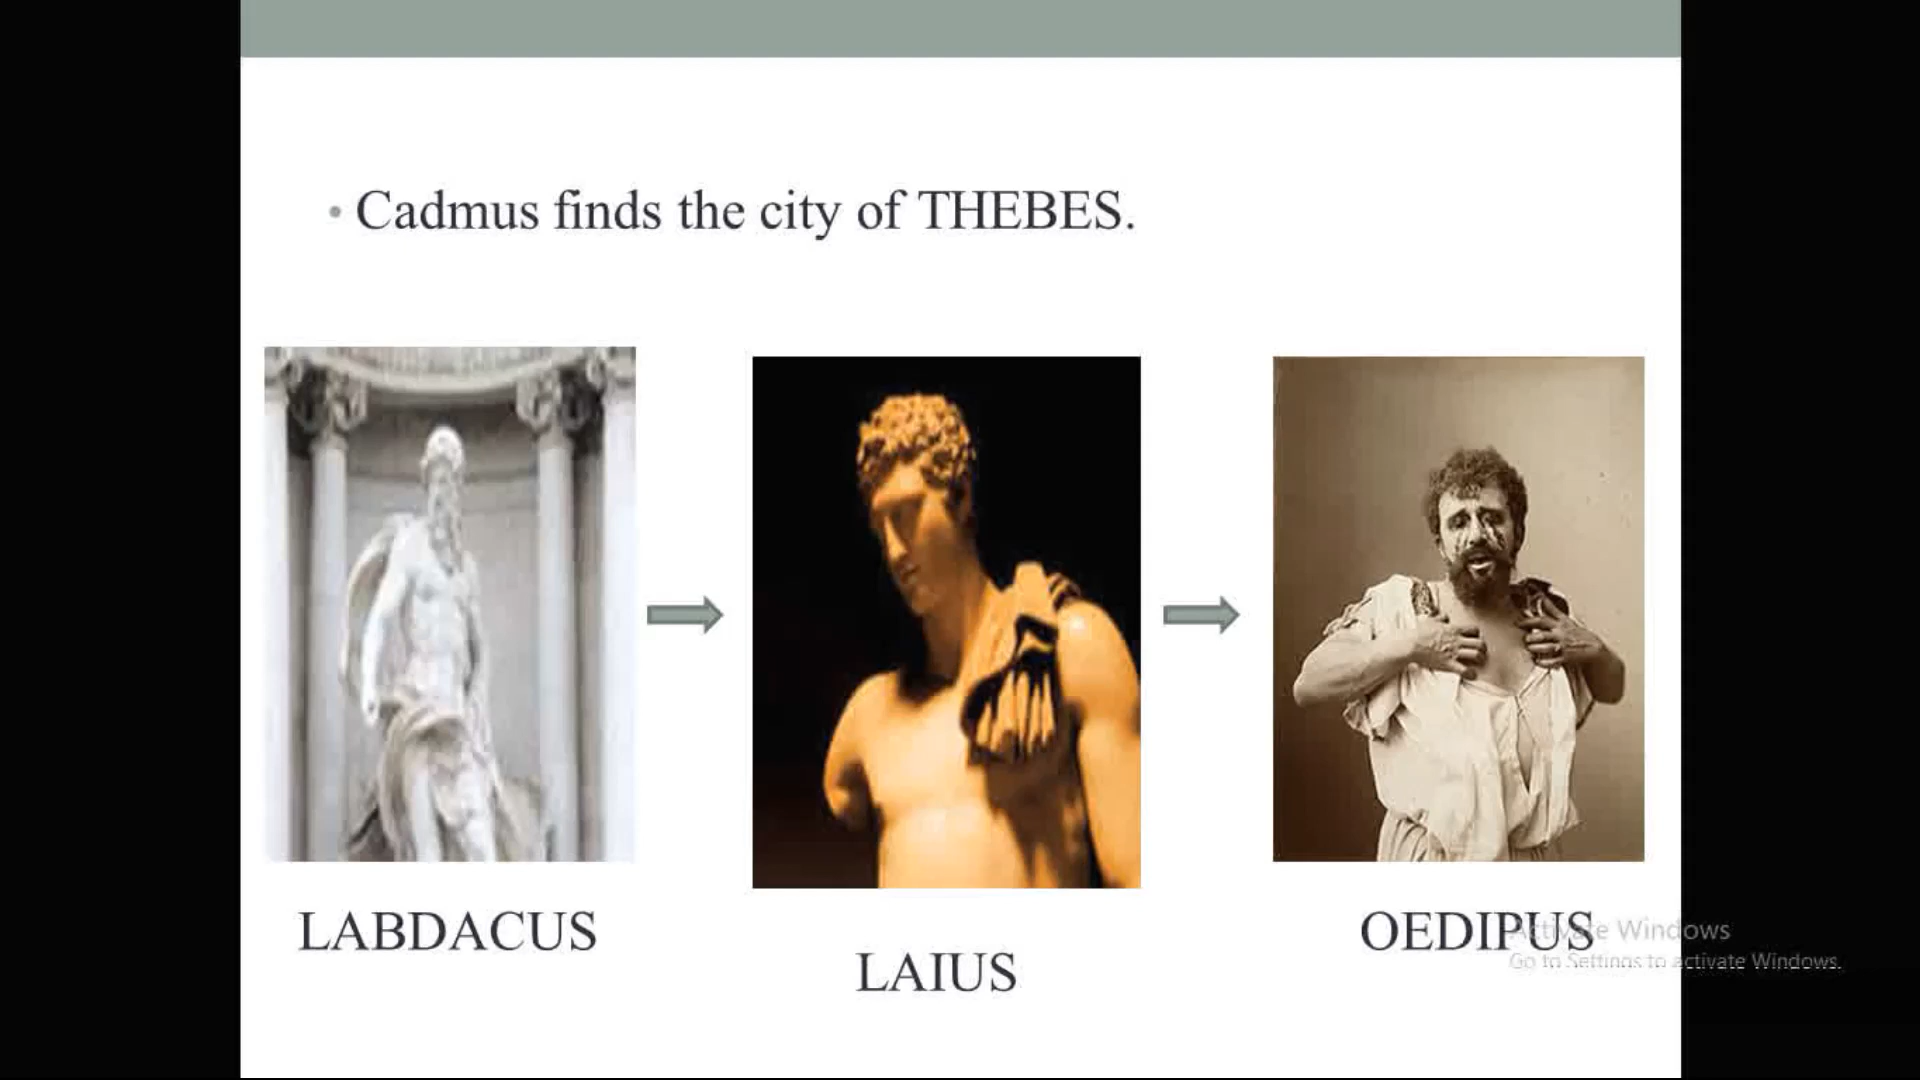 • Cadmus finds the city of THEBES.
LABDACUS
LAIUS
OEDIPUS
Activate Windows
Go to Settings to activate Windows.